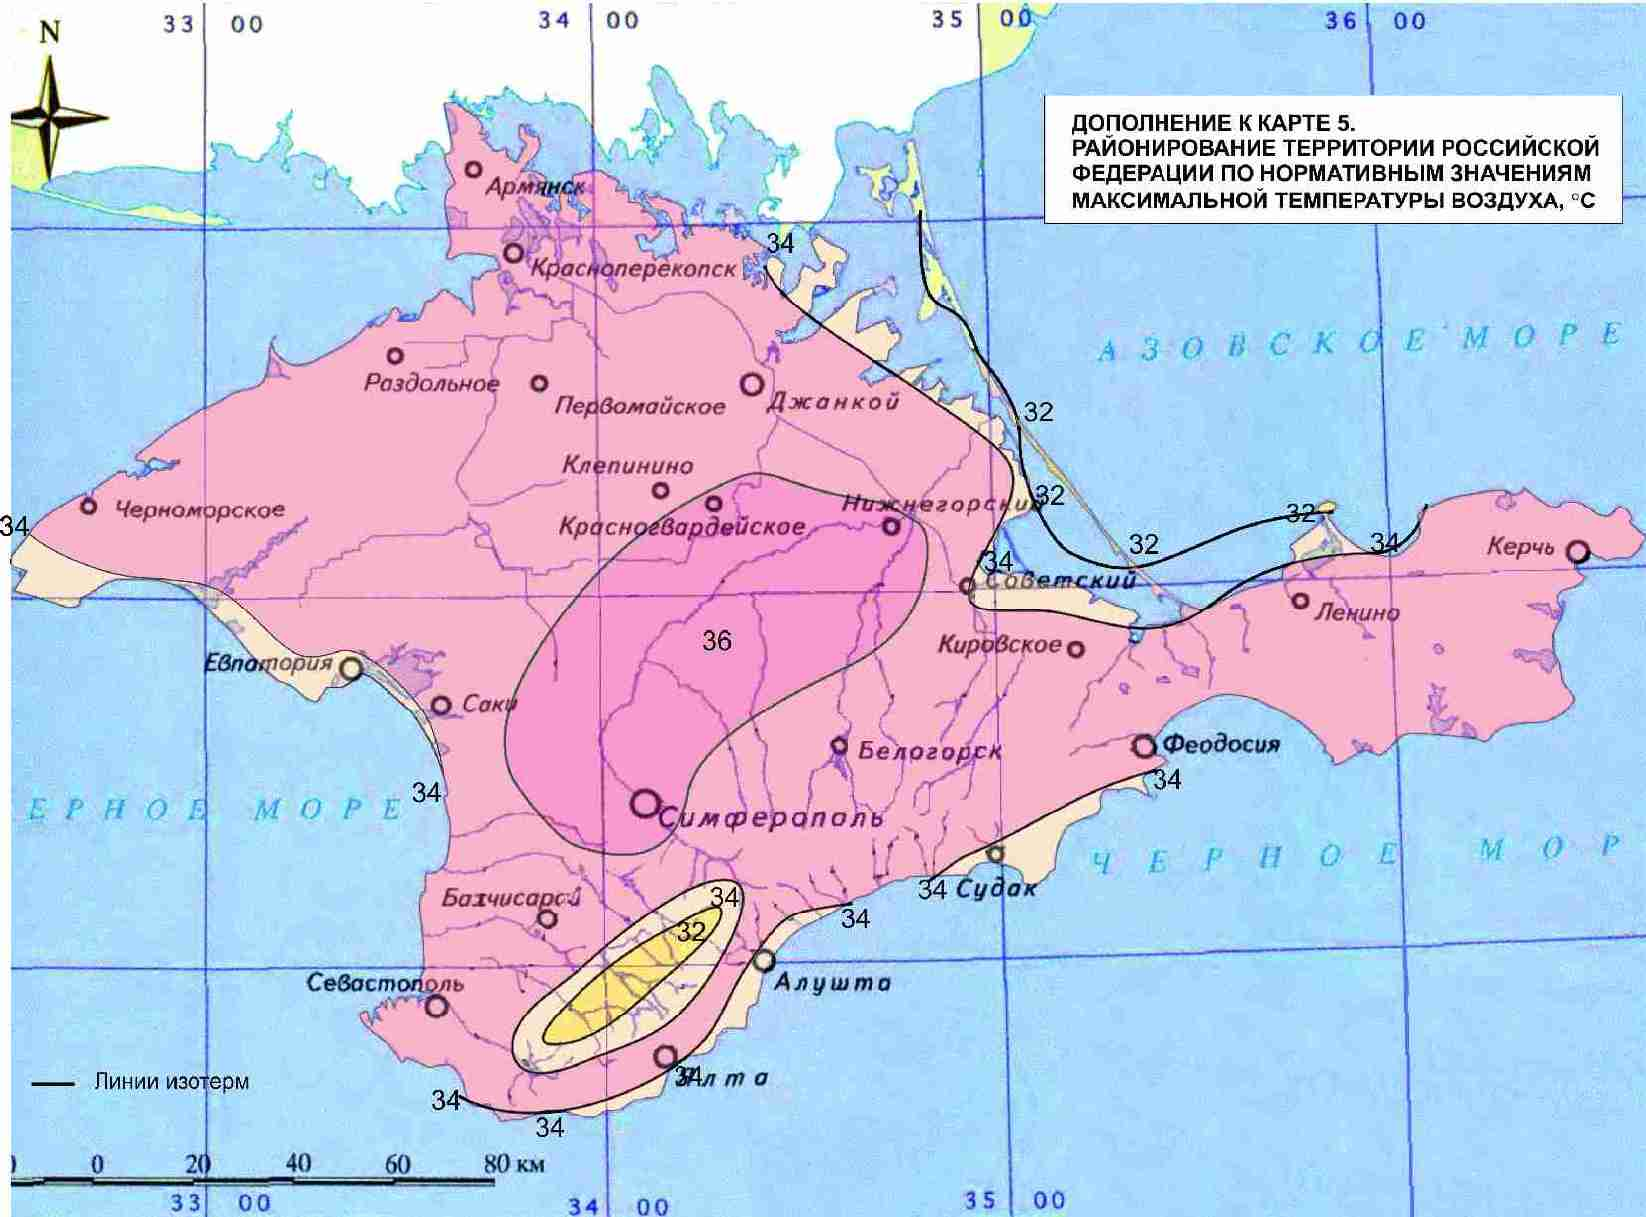 33 00
34 00
35 00
36 00
N
ДОПОЛНЕНИЕ К КАРТЕ 5.
РАЙОНИРОВАНИЕ ТЕРРИТОРИИ РОССИЙСКОЙ
ФЕДЕРАЦИИ ПО НОРМАТИВНЫМ ЗНАЧЕНИЯМ
МАКСИМАЛЬНОЙ ТЕМПЕРАТУРЫ ВОЗДУХА, °С
Армянск
34
Красноперекопск
АЗОВСКОЕ МОРЕ
Раздольное
Первомайское
Джанкой
32
Клепинино
Черноморское
34
Красногвардейское
Нижнегорский
32
32
32
34
Керчь
34
Советский
Ленино
36
Кировское
Евпатория
Саки
Белогорск
Феодосия
34
34
ЕРНОЕ МОРЕ
Симферополь
ЧЕРНОЕ МОР
34
Судак
Бахчисарай
34
32
34
Севастополь
Алушта
34
Ялта
Линии изотерм
34
34
0 20 40 60 80 км
33 00
34 00
35 00